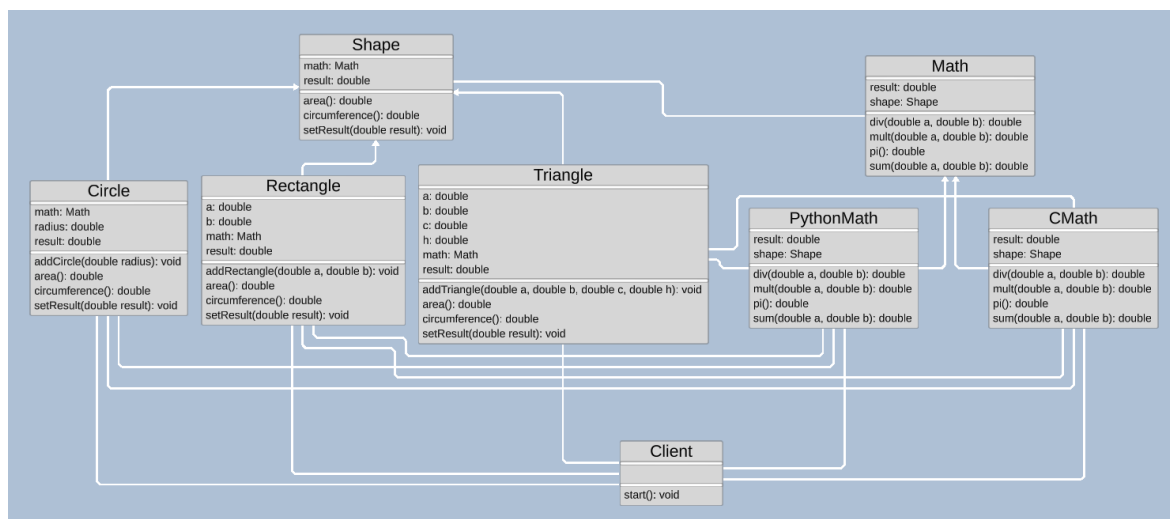 Shape
math: Math
result: double
area(): double
circumference(): double
setResult(double result): void
Math
result: double
shape: Shape
div(double a, double b): double
mult(double a, double b): double
pi(): double
sum(double a, double b): double
Circle
math: Math
radius: double
result: double
addCircle(double radius): void
area(): double
circumference(): double
setResult(double result): void
Rectangle
a: double
b: double
math: Math
result: double
addRectangle(double a, double b): void
area(): double
circumference(): double
setResult(double result): void
Triangle
a: double
b: double
c: double
h: double
math: Math
result: double
addTriangle(double a, double b, double c, double h): void
area(): double
circumference(): double
setResult(double result): void
PythonMath
result: double
shape: Shape
div(double a, double b): double
mult(double a, double b): double
pi(): double
sum(double a, double b): double
CMath
result: double
shape: Shape
div(double a, double b): double
mult(double a, double b): double
pi(): double
sum(double a, double b): double
Client
start(): void